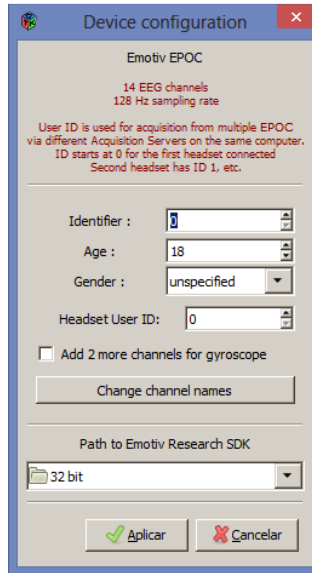 Device configuration
Emotiv EPOC
14 EEG channels
128 Hz sampling rate
User ID is used for acquisition from multiple EPOC
via different Acquisition Servers on the same computer.
ID starts at 0 for the first headset connected
Second headset has ID 1, etc.
Identifier : 0
Age : 18
Gender : unspecified
Headset User ID: 0
Add 2 more channels for gyroscope
Change channel names
Path to Emotiv Research SDK
32 bit
Aplicar Cancelar